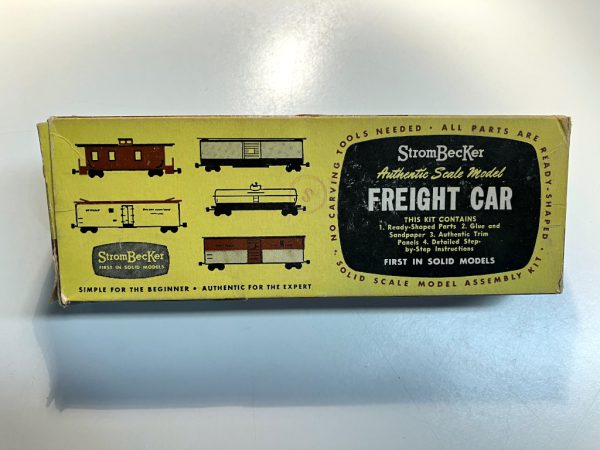 NO CARVING TOOLS NEEDED • ALL PARTS ARE READY-SHAPED •
StromBecKer
Authentic Scale Model
FREIGHT CAR
THIS KIT CONTAINS
1. Ready-Shaped Parts 2. Glue and
Sandpaper 3. Authentic Trim
Panels 4. Detailed Step-
by-Step Instructions
FIRST IN SOLID MODELS
SOLID SCALE MODEL ASSEMBLY KIT
StromBecKer
FIRST IN SOLID MODELS
SIMPLE FOR THE BEGINNER • AUTHENTIC FOR THE EXPERT